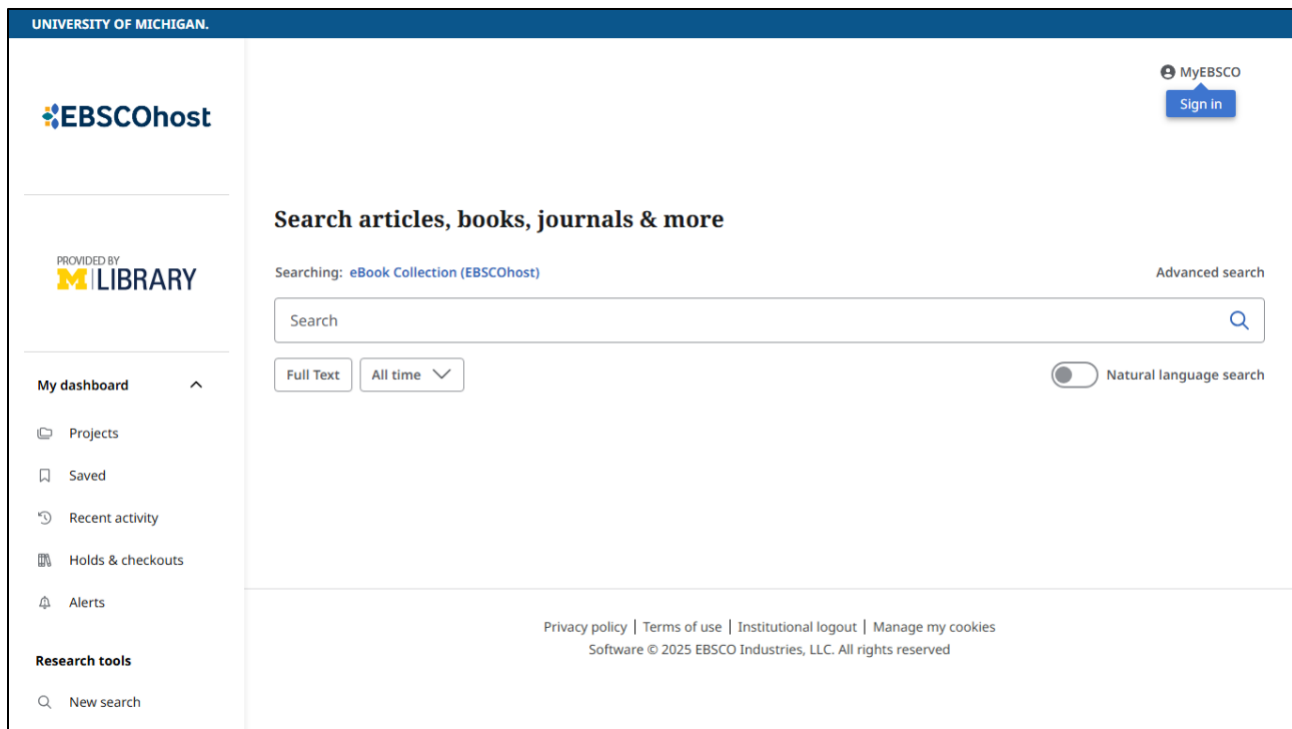 UNIVERSITY OF MICHIGAN.
EBSCOhost
PROVIDED BY
M LIBRARY
My dashboard
Projects
Saved
Recent activity
Holds & checkouts
Alerts
Research tools
New search
MyEBSCO
Sign in
Search articles, books, journals & more
Searching: eBook Collection (EBSCOhost)
Advanced search
Search
Full Text
All time
Natural language search
Privacy policy | Terms of use | Institutional logout | Manage my cookies
Software © 2025 EBSCO Industries, LLC. All rights reserved